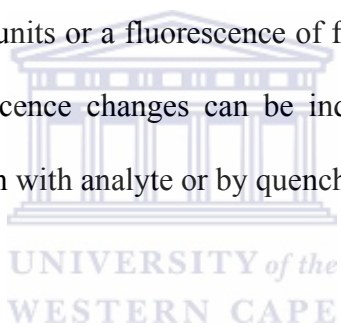 units or a fluorescence of f
cence changes can be inc
n with analyte or by quench
UNIVERSITY of the
WESTERN CAPE